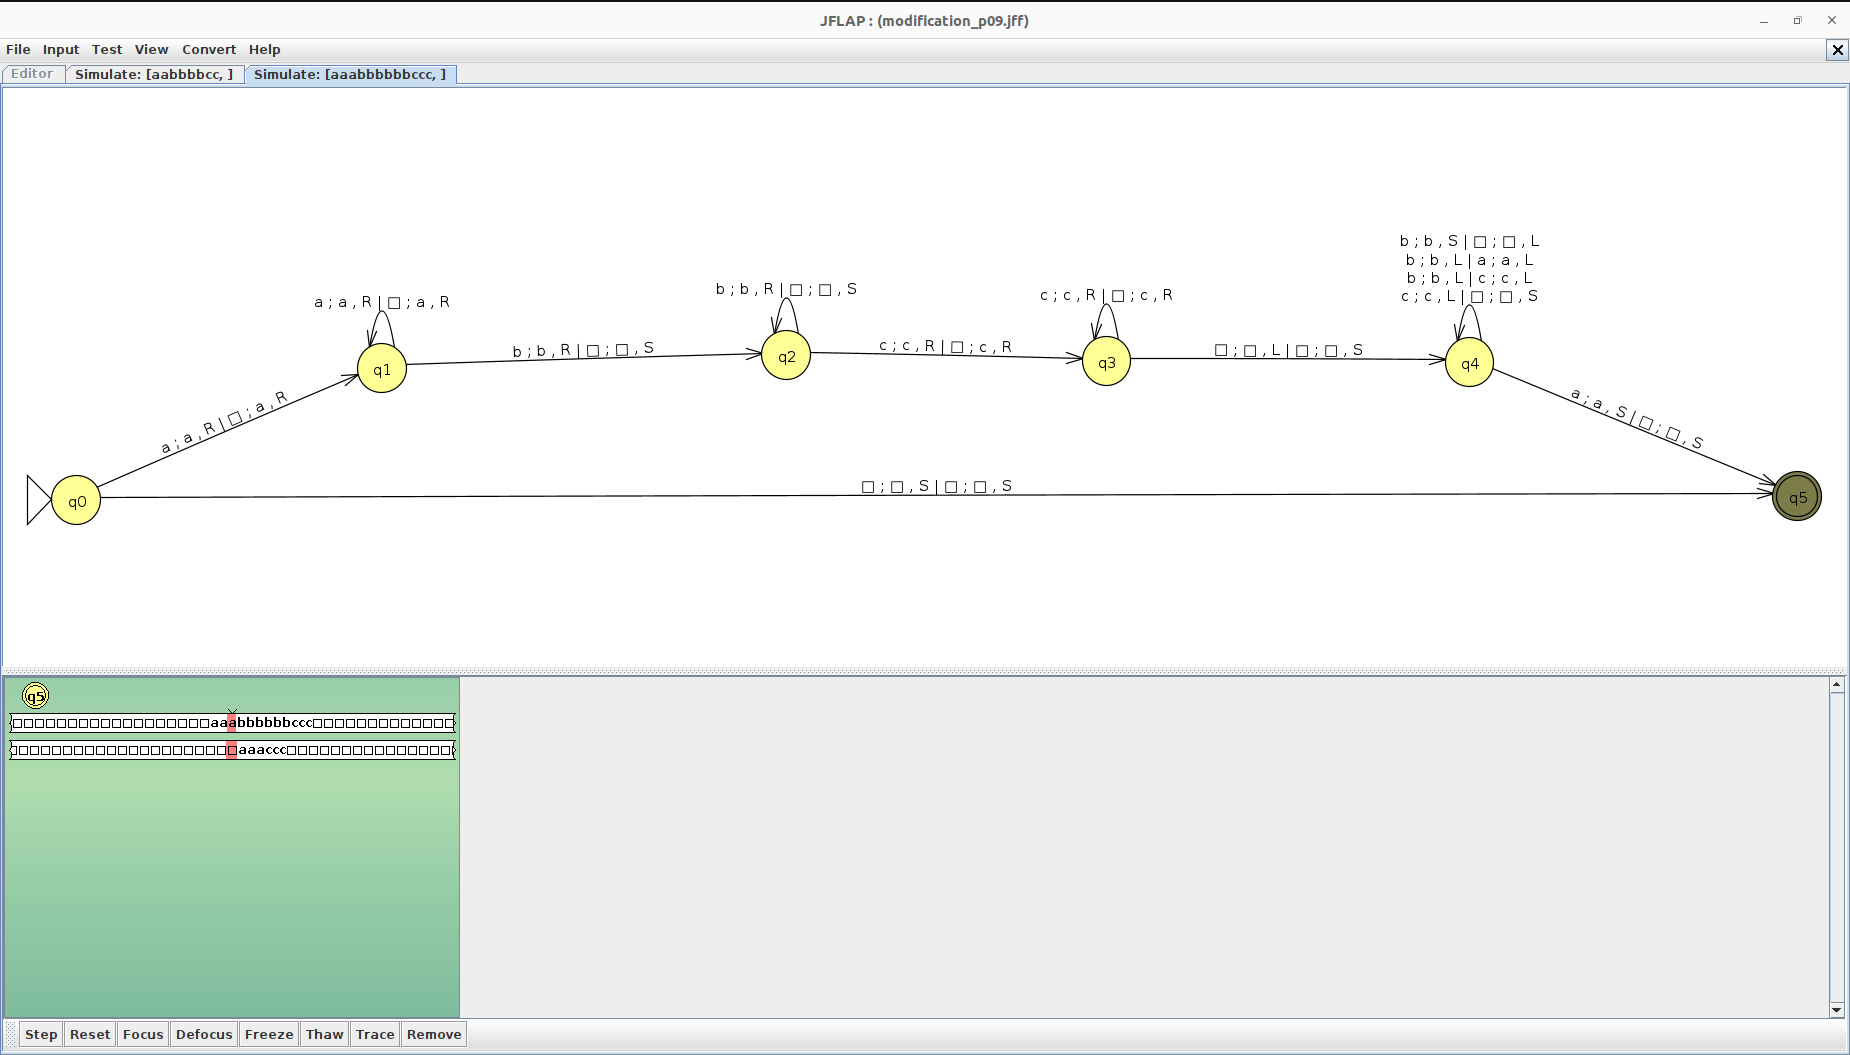 JFLAP : (modification_p09.jff)
File Input Test View Convert Help
Editor Simulate: [aabbbbcc, ] Simulate: [aaabbbbbbccc, ]
b ; b , S | □ ; □ , L
b ; b , L | a ; a , L
b ; b , L | c ; c , L
c ; c , L | □ ; □ , S
a ; a , R | □ ; a , R
b ; b , R | □ ; □ , S
c ; c , R | □ ; c , R
q1
b ; b , R | □ ; □ , S
q2
c ; c , R | □ ; c , R
q3
□ ; □ , L | □ ; □ , S
q4
a ; a , R | □ ; a , R
a ; a , S | □ ; □ , S
q0
□ ; □ , S | □ ; □ , S
q5
q5
□□□□□□□□□□□□□□□□□□aaabbbbbbccc□□□□□□□□□□□□□
□□□□□□□□□□□□□□□□□□□□aaaccc□□□□□□□□□□□□□□□
Step Reset Focus Defocus Freeze Thaw Trace Remove